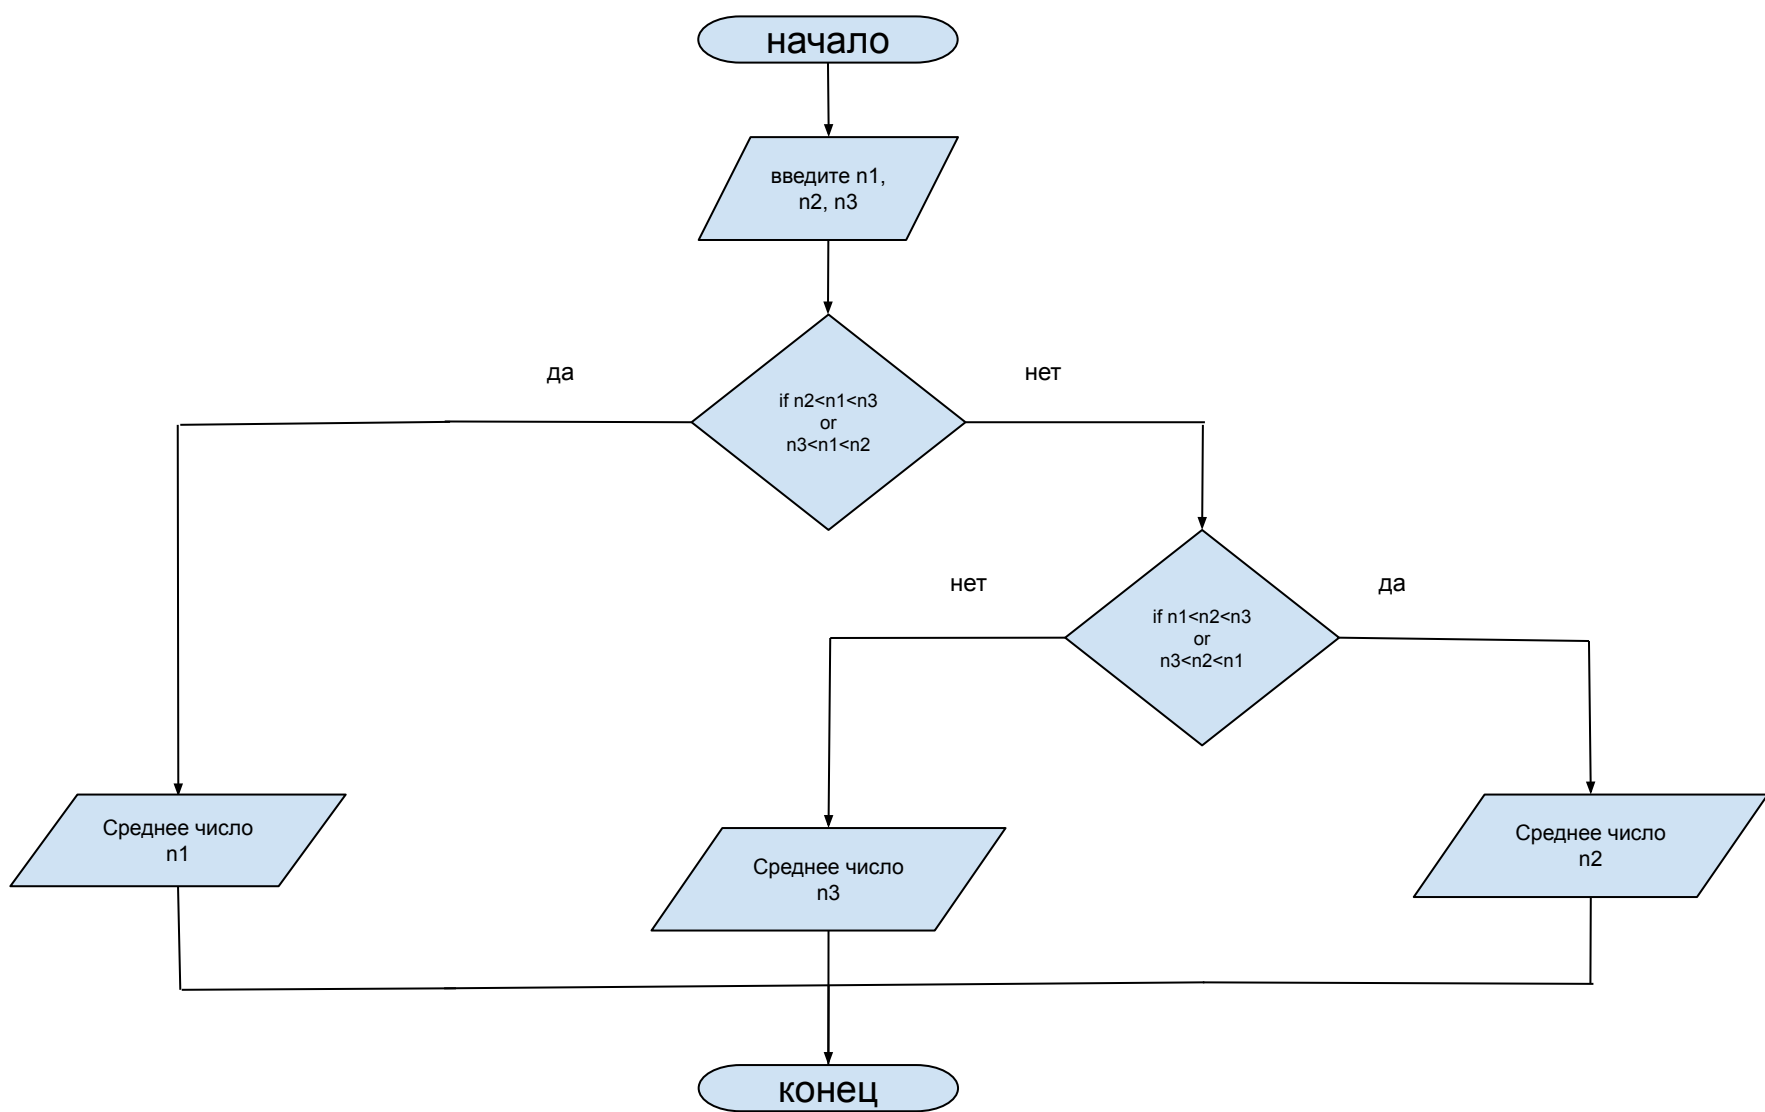 начало
введите n1,
n2, n3
да
нет
if n2<n1<n3
or
n3<n1<n2
нет
да
if n1<n2<n3
or
n3<n2<n1
Среднее число
n1
Среднее число
n3
Среднее число
n2
конец